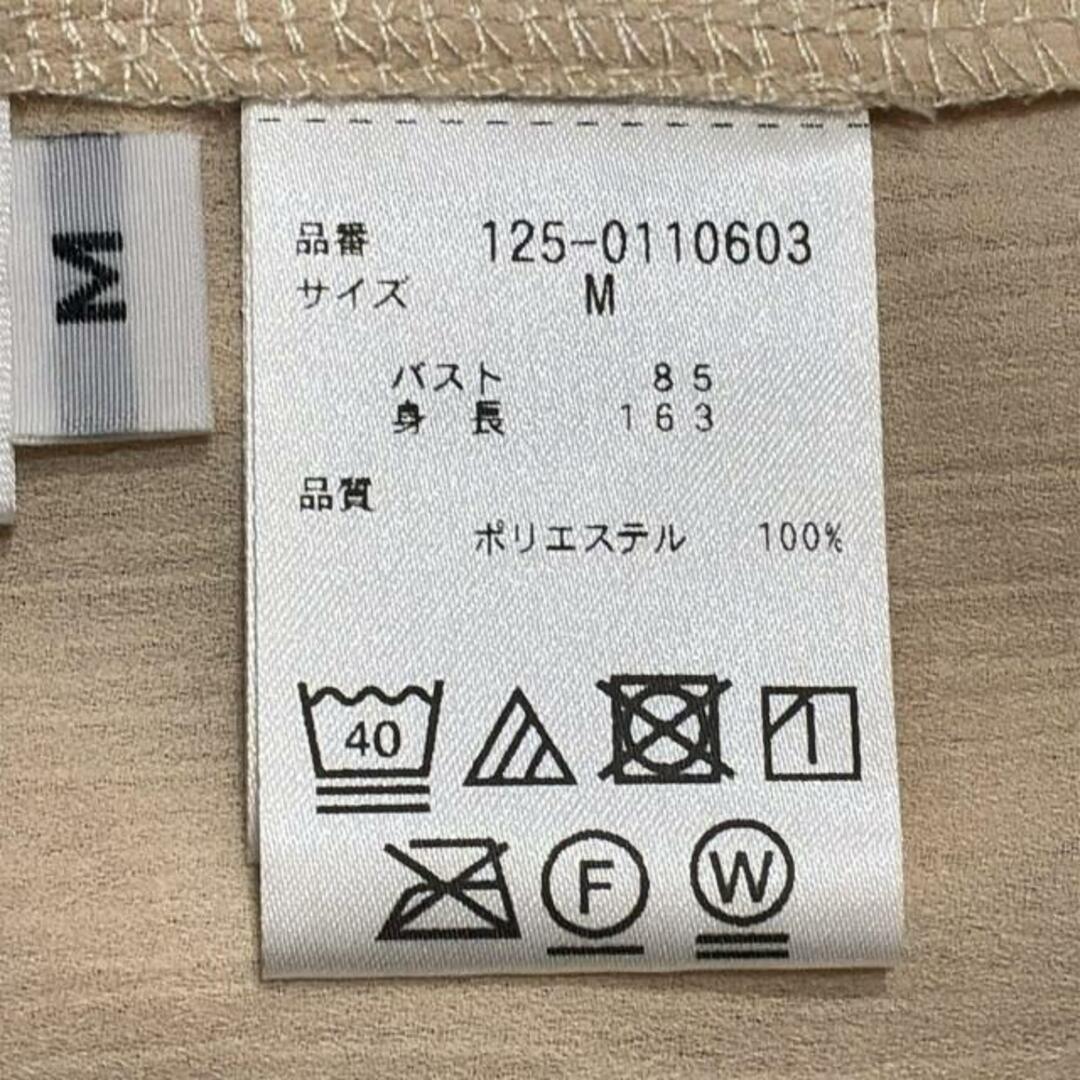 M
品番 125-0110603
サイズ M
バスト 85
身長 163
品質
ポリエステル 100%
40
F W